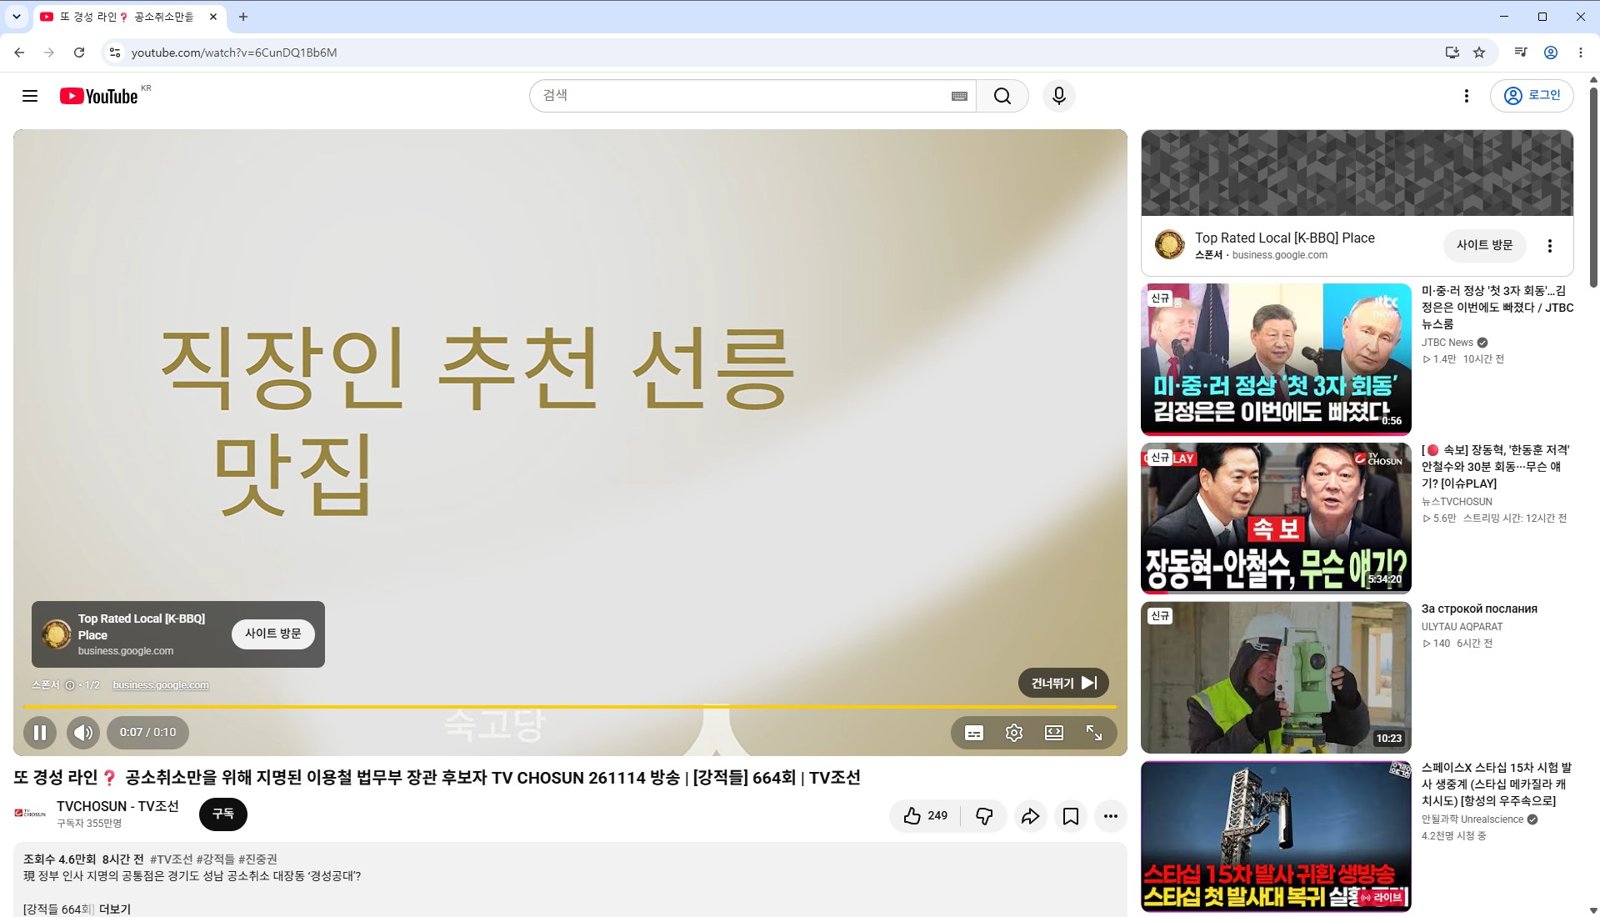 또 경성 라인❓ 공소취소만을
youtube.com/watch?v=6CunDQ1Bb6M
YouTube KR
검색
로그인
직장인 추천 선릉
맛집
Top Rated Local [K-BBQ]
Place
business.google.com
사이트 방문
스폰서 · 1/2 business.google.com
건너뛰기
숙고당
0:07 / 0:10
또 경성 라인❓ 공소취소만을 위해 지명된 이용철 법무부 장관 후보자 TV CHOSUN 261114 방송 | [강적들] 664회 | TV조선
TVCHOSUN - TV조선
구독자 355만명
구독
249
조회수 4.6만회 8시간 전 #TV조선 #강적들 #진중권
現 정부 인사 지명의 공통점은 경기도 성남 공소취소 대장동 ‘경성공대’?
[강적들 664회] 더보기
Top Rated Local [K-BBQ] Place
스폰서 · business.google.com
사이트 방문
신규
jtbc
news
미·중·러 정상 ‘첫 3자 회동’
김정은은 이번에도 빠졌다
0:56
미·중·러 정상 '첫 3자 회동'...김
정은은 이번에도 빠졌다 / JTBC
뉴스룸
JTBC News
1.4만 10시간 전
신규
PLAY
TV CHOSUN
속보
장동혁-안철수, 무슨 얘기?
5:34:20
[🔴 속보] 장동혁, '한동훈 저격'
안철수와 30분 회동…무슨 얘
기? [이슈PLAY]
뉴스TVCHOSUN
5.6만 스트리밍 시간: 12시간 전
신규
10:23
За строкой послания
ULYTAU AQPARAT
140 6시간 전
스타십 15차 발사 귀환 생방송
스타십 첫 발사대 복귀
라이브
스페이스X 스타십 15차 시험 발
사 생중계 (스타십 메카질라 캐
치시도) [항성의 우주속으로]
안될과학 Unrealscience
4.2천명 시청 중